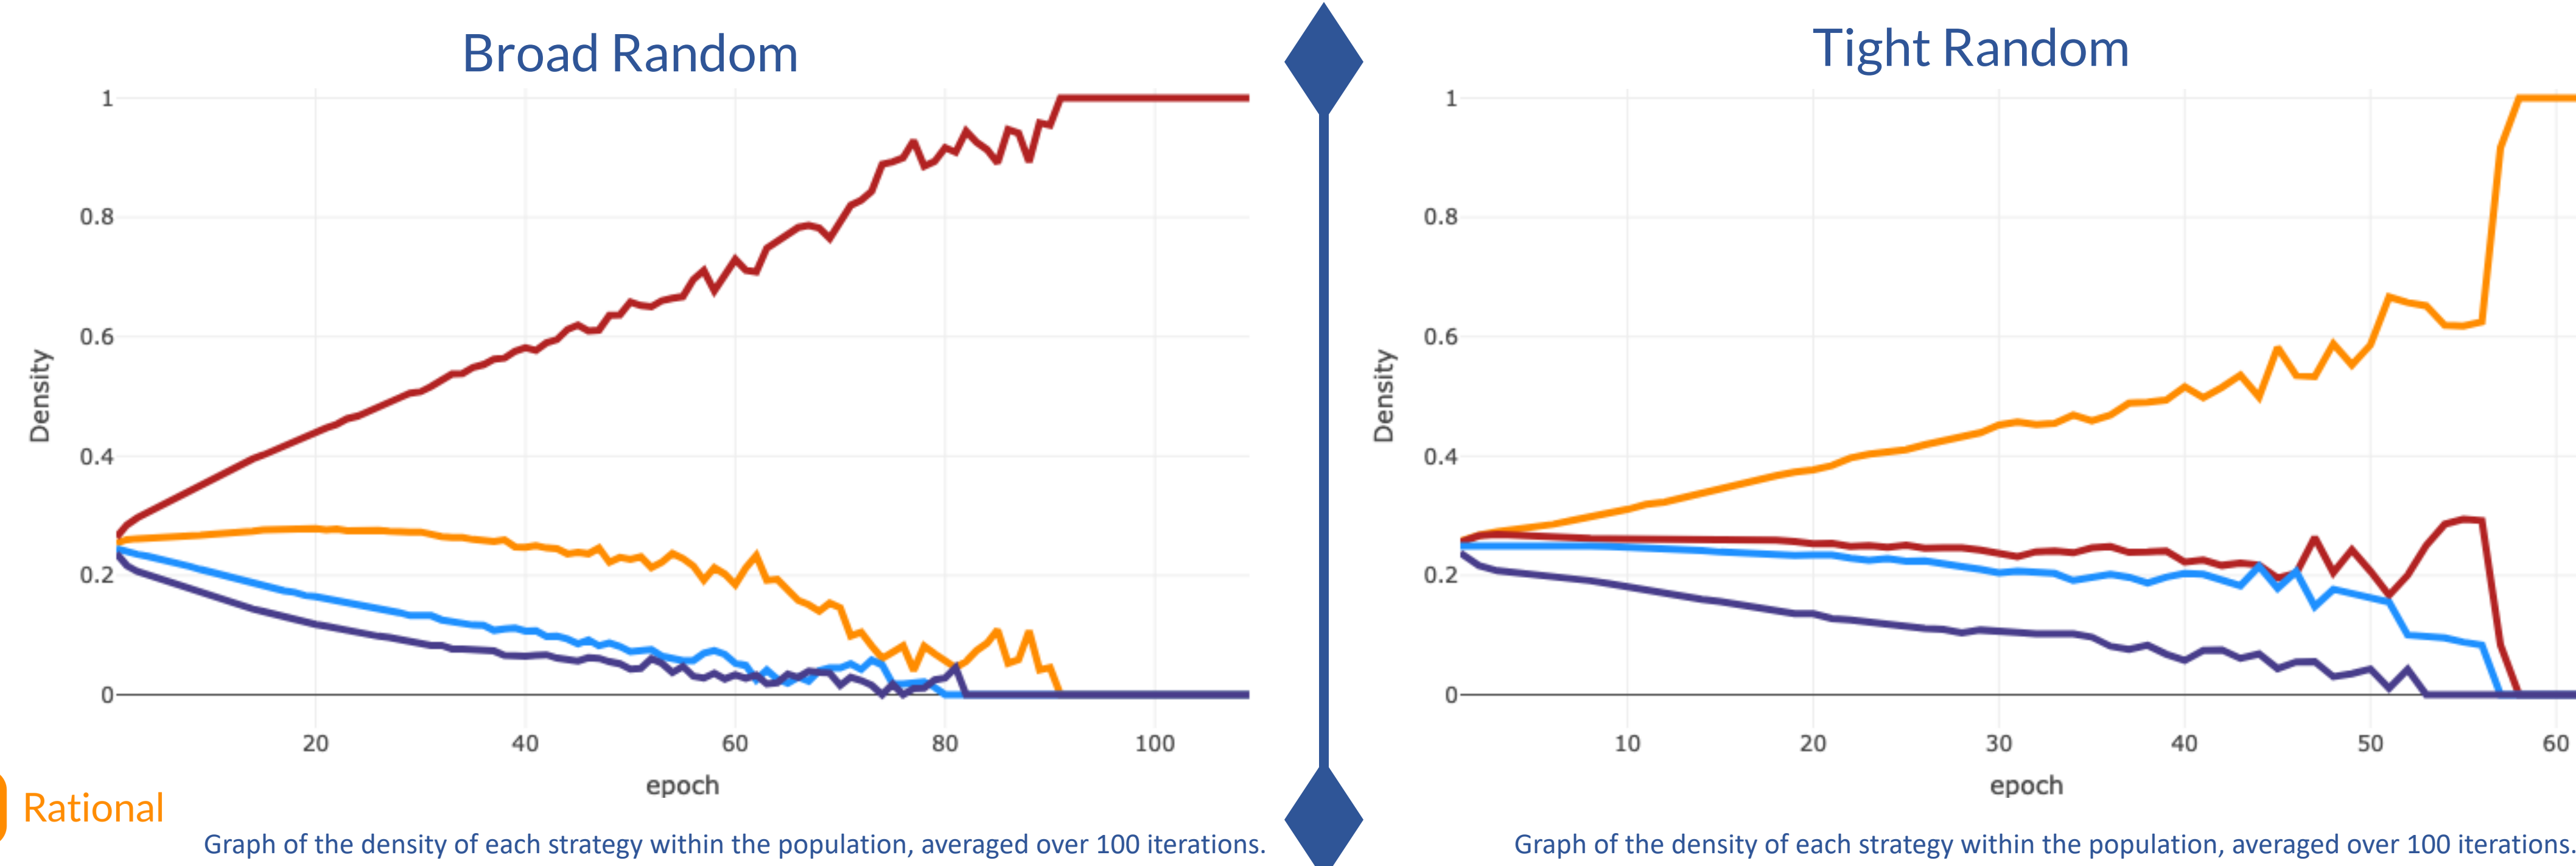 Broad Random
1
0.8
0.6
0.4
0.2
0
Density
20 40 60 80 100
epoch
Rational
Graph of the density of each strategy within the population, averaged over 100 iterations.
Tight Random
1
0.8
0.6
0.4
0.2
0
Density
10 20 30 40 50 60
epoch
Graph of the density of each strategy within the population, averaged over 100 iterations.